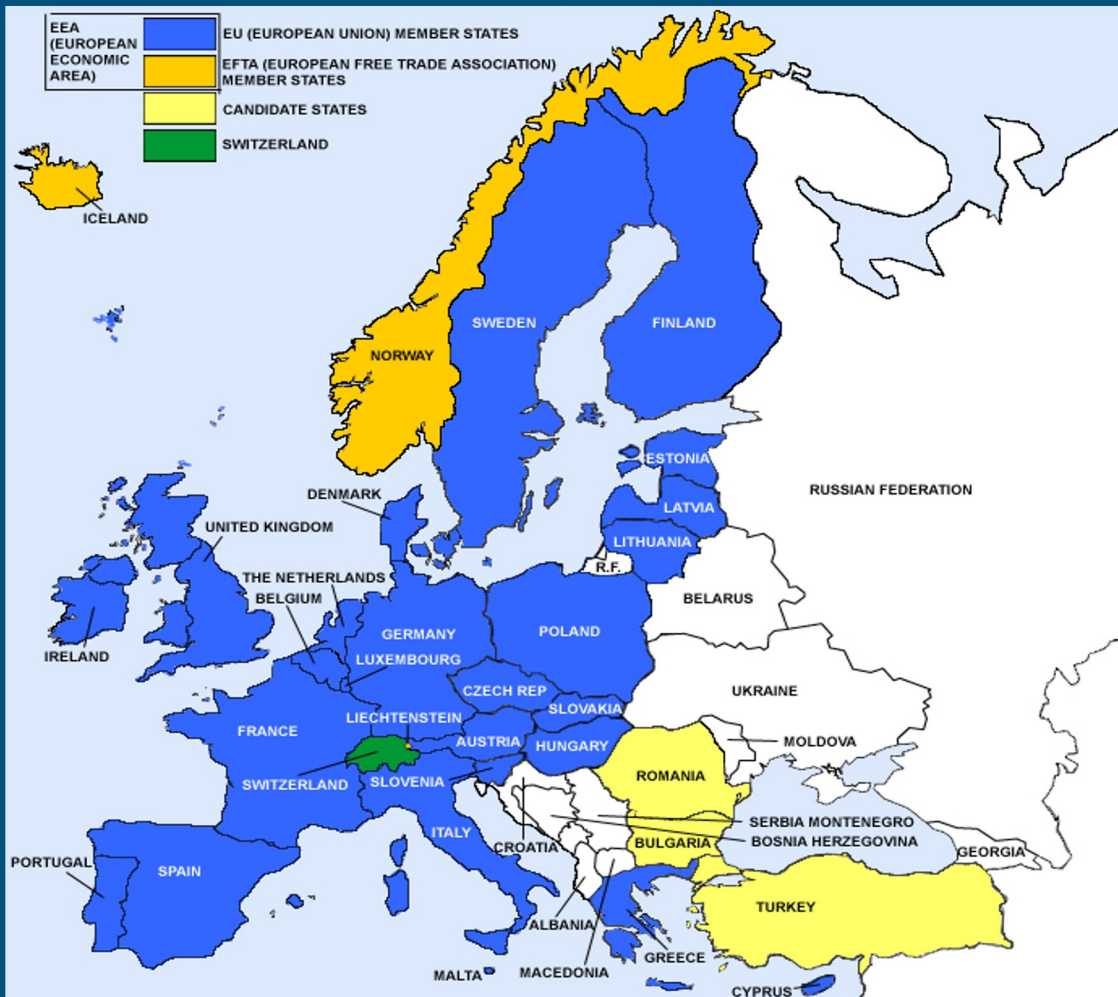 EEA
(EUROPEAN
ECONOMIC
AREA)
EU (EUROPEAN UNION) MEMBER STATES
EFTA (EUROPEAN FREE TRADE ASSOCIATION)
MEMBER STATES
CANDIDATE STATES
SWITZERLAND
ICELAND
SWEDEN
FINLAND
NORWAY
ESTONIA
RUSSIAN FEDERATION
DENMARK
LATVIA
UNITED KINGDOM
LITHUANIA
R.F.
THE NETHERLANDS
BELGIUM
BELARUS
GERMANY
POLAND
IRELAND
LUXEMBOURG
CZECH REP
UKRAINE
SLOVAKIA
LIECHTENSTEIN
FRANCE
AUSTRIA
HUNGARY
MOLDOVA
ROMANIA
SWITZERLAND
SLOVENIA
SERBIA MONTENEGRO
ITALY
BULGARIA
BOSNIA HERZEGOVINA
CROATIA
GEORGIA
PORTUGAL
SPAIN
TURKEY
ALBANIA
GREECE
MACEDONIA
MALTA
CYPRUS